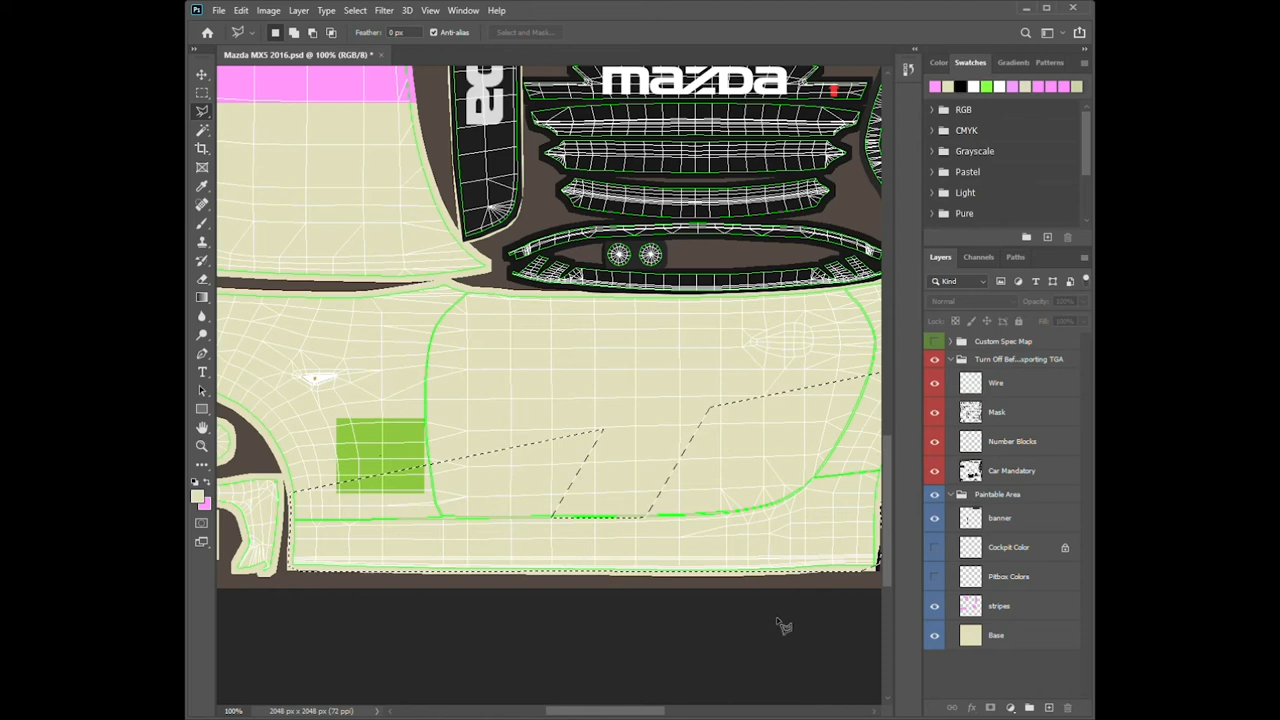 Ps File Edit Image Layer Type Select Filter 3D View Window Help
Feather: 0 px Anti-alias Select and Mask...
Mazda MX5 2016.psd @ 100% (RGB/8) * ×
mazda
Color Swatches Gradients Patterns
RGB
CMYK
Grayscale
Pastel
Light
Pure
Layers Channels Paths
Kind
Normal Opacity: 100%
Lock: Fill: 100%
Custom Spec Map
Turn Off Bef...sporting TGA
Wire
Mask
Number Blocks
Car Mandatory
Paintable Area
banner
Cockpit Color
Pitbox Colors
stripes
Base
100% 2048 px x 2048 px (72 ppi)